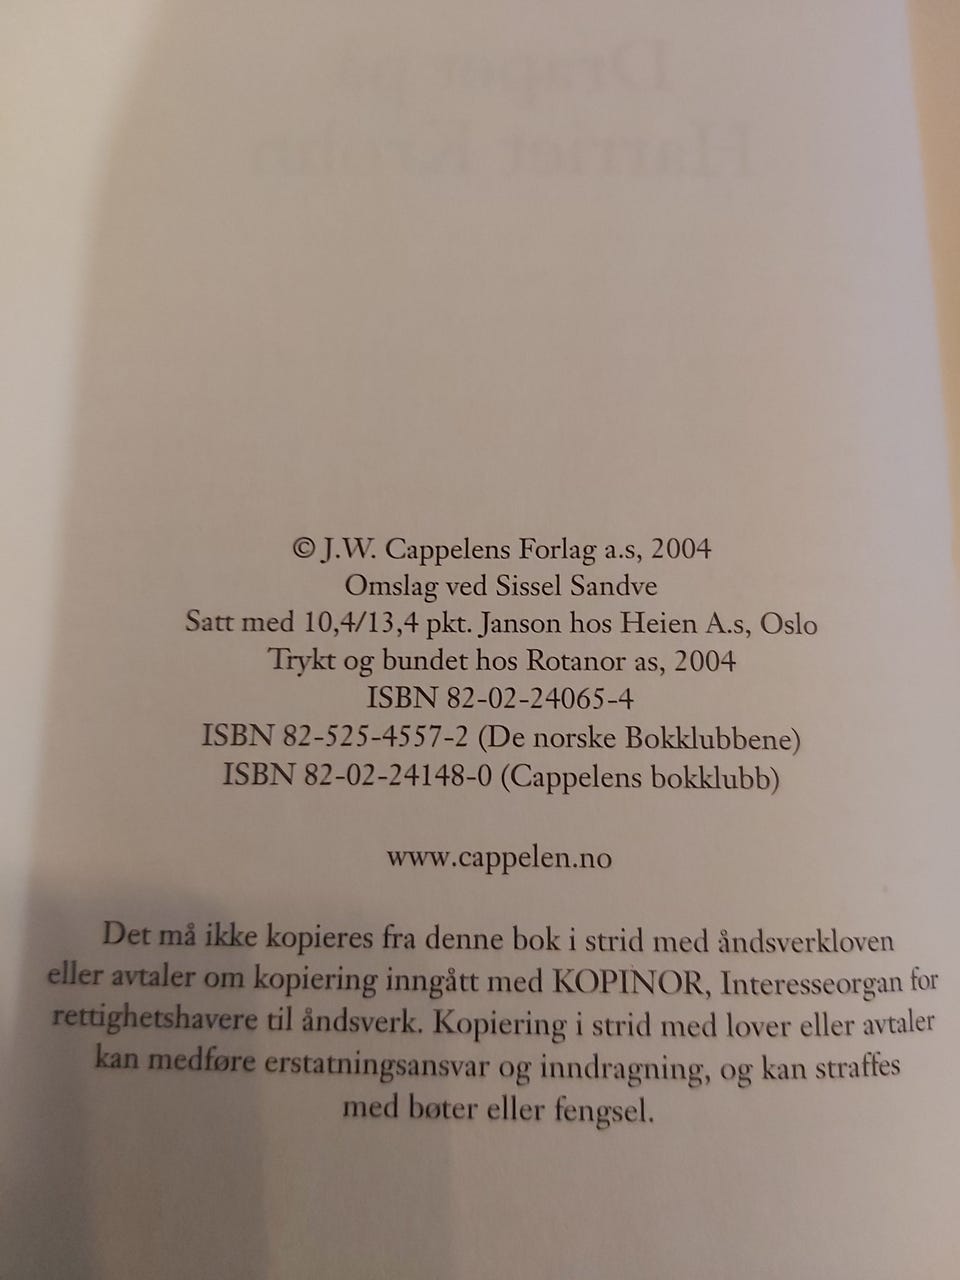 Drapet på
Harriet Krohn
© J.W. Cappelens Forlag a.s, 2004
Omslag ved Sissel Sandve
Satt med 10,4/13,4 pkt. Janson hos Heien A.s, Oslo
Trykt og bundet hos Rotanor as, 2004
ISBN 82-02-24065-4
ISBN 82-525-4557-2 (De norske Bokklubbene)
ISBN 82-02-24148-0 (Cappelens bokklubb)
www.cappelen.no
Det må ikke kopieres fra denne bok i strid med åndsverkloven
eller avtaler om kopiering inngått med KOPINOR, Interesseorgan for
rettighetshavere til åndsverk. Kopiering i strid med lover eller avtaler
kan medføre erstatningsansvar og inndragning, og kan straffes
med bøter eller fengsel.